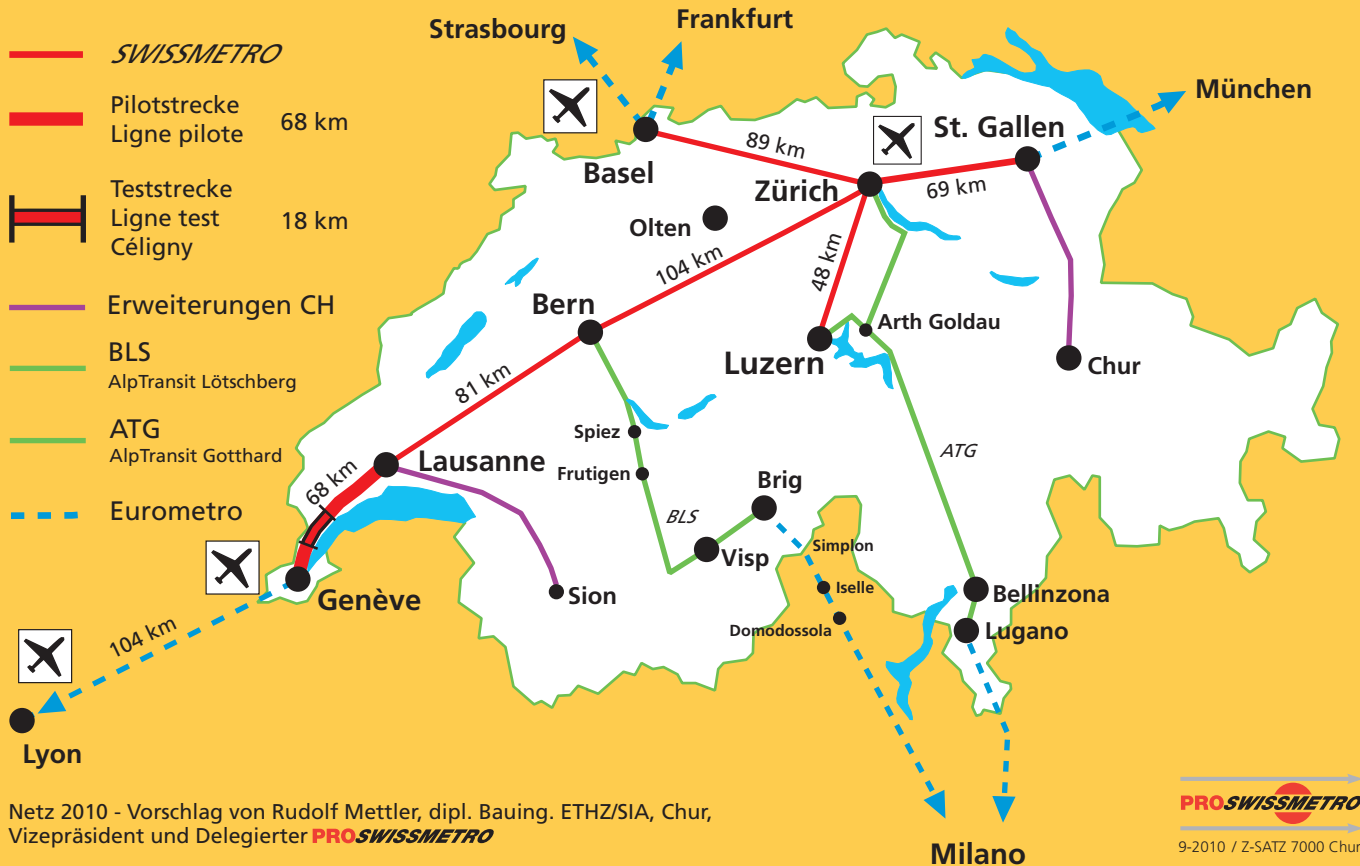 SWISSMETRO
Pilotstrecke
Ligne pilote 68 km
Teststrecke
Ligne test 18 km
Céligny
Erweiterungen CH
BLS
AlpTransit Lötschberg
ATG
AlpTransit Gotthard
Eurometro
Strasbourg
Frankfurt
München
Basel
89 km
Zürich
St. Gallen
69 km
Olten
104 km
48 km
Bern
Arth Goldau
Luzern
Chur
81 km
Spiez
Lausanne
Frutigen
ATG
68 km
Brig
BLS
Visp
Simplon
Iselle
Genève
Sion
Bellinzona
Domodossola
Lugano
104 km
Lyon
Milano
Netz 2010 - Vorschlag von Rudolf Mettler, dipl. Bauing. ETHZ/SIA, Chur,
Vizepräsident und Delegierter PROSWISSMETRO
PROSWISSMETRO
9-2010 / Z-SATZ 7000 Chur